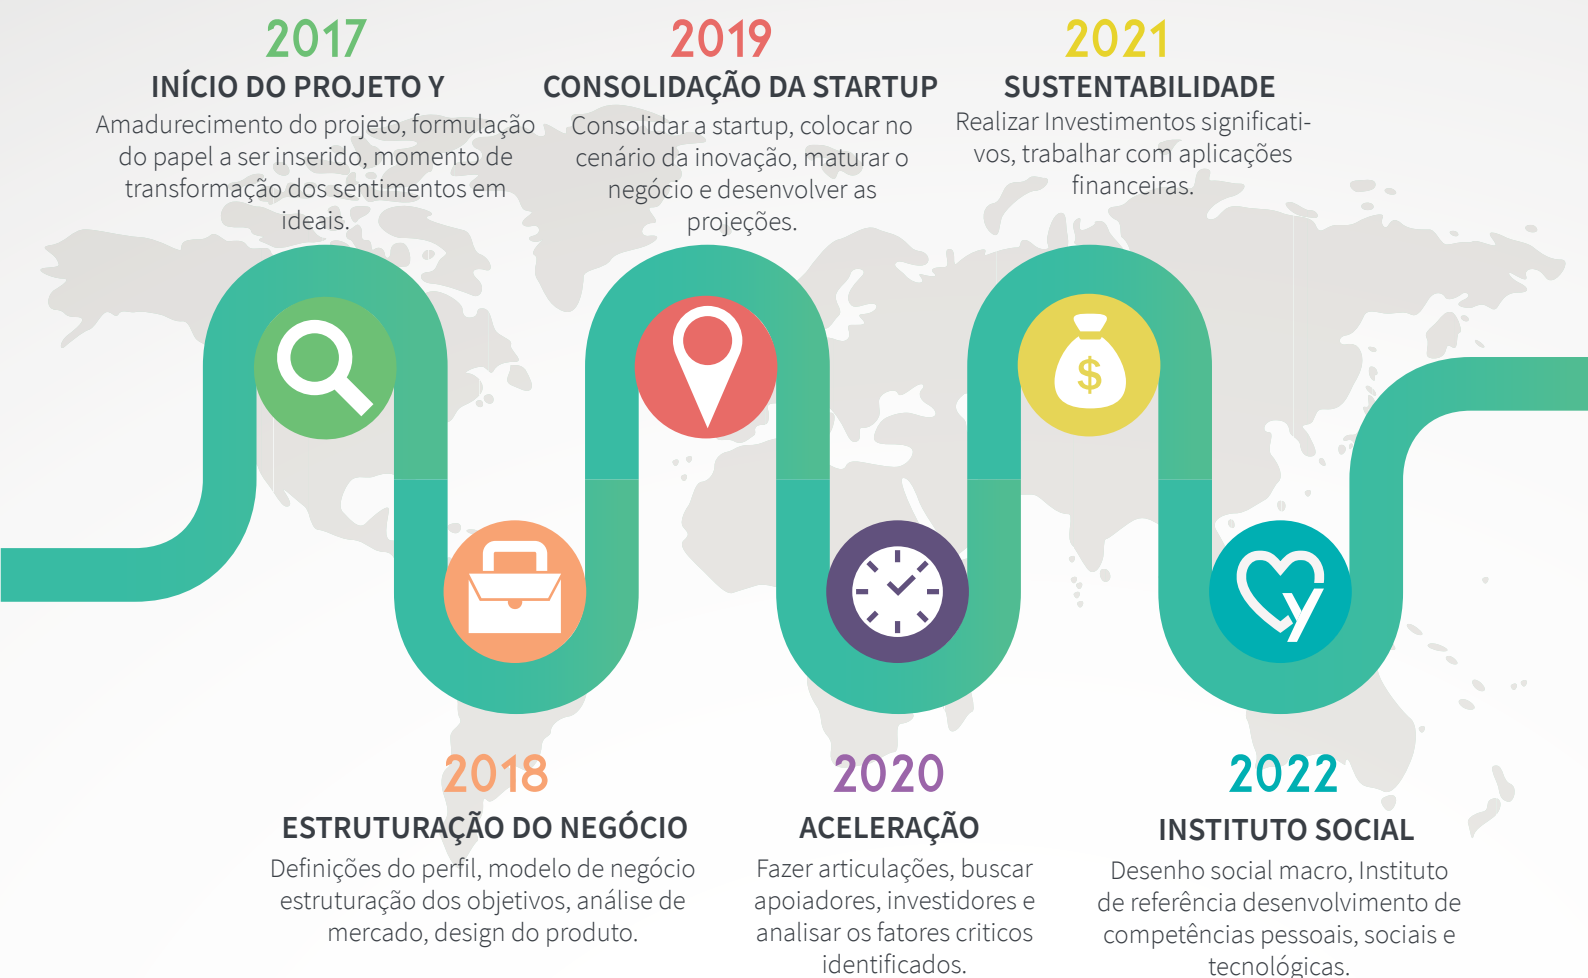 2017
INÍCIO DO PROJETO Y
Amadurecimento do projeto, formulação
do papel a ser inserido, momento de
transformação dos sentimentos em
ideais.
2019
CONSOLIDAÇÃO DA STARTUP
Consolidar a startup, colocar no
cenário da inovação, maturar o
negócio e desenvolver as
projeções.
2021
SUSTENTABILIDADE
Realizar Investimentos significati-
vos, trabalhar com aplicações
financeiras.
$
y
2018
ESTRUTURAÇÃO DO NEGÓCIO
Definições do perfil, modelo de negócio
estruturação dos objetivos, análise de
mercado, design do produto.
2020
ACELERAÇÃO
Fazer articulações, buscar
apoiadores, investidores e
analisar os fatores criticos
identificados.
2022
INSTITUTO SOCIAL
Desenho social macro, Instituto
de referência desenvolvimento de
competências pessoais, sociais e
tecnológicas.